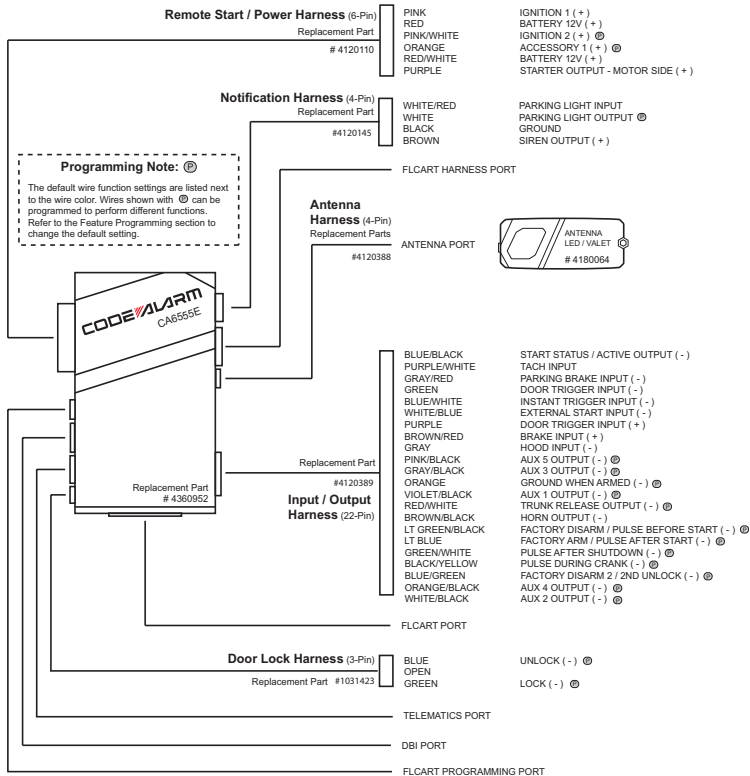 Remote Start / Power Harness (6-Pin)
Replacement Part
# 4120110
PINK IGNITION 1 ( + )
RED BATTERY 12V ( + )
PINK/WHITE IGNITION 2 ( + ) Ⓟ
ORANGE ACCESSORY 1 ( + ) Ⓟ
RED/WHITE BATTERY 12V ( + )
PURPLE STARTER OUTPUT - MOTOR SIDE ( + )
Notification Harness (4-Pin)
Replacement Part
#4120145
WHITE/RED PARKING LIGHT INPUT
WHITE PARKING LIGHT OUTPUT Ⓟ
BLACK GROUND
BROWN SIREN OUTPUT ( + )
FLCART HARNESS PORT
Programming Note: Ⓟ
The default wire function settings are listed next
to the wire color. Wires shown with Ⓟ can be
programmed to perform different functions.
Refer to the Feature Programming section to
change the default setting.
Antenna
Harness (4-Pin)
Replacement Parts
#4120388
ANTENNA PORT
ANTENNA
LED / VALET
# 4180064
CODE ALARM
CA6555E
Replacement Part
# 4360952
Replacement Part
#4120389
Input / Output
Harness (22-Pin)
BLUE/BLACK START STATUS / ACTIVE OUTPUT ( - )
PURPLE/WHITE TACH INPUT
GRAY/RED PARKING BRAKE INPUT ( - )
GREEN DOOR TRIGGER INPUT ( - )
BLUE/WHITE INSTANT TRIGGER INPUT ( - )
WHITE/BLUE EXTERNAL START INPUT ( - )
PURPLE DOOR TRIGGER INPUT ( + )
BROWN/RED BRAKE INPUT ( + )
GRAY HOOD INPUT ( - )
PINK/BLACK AUX 5 OUTPUT ( - ) Ⓟ
GRAY/BLACK AUX 3 OUTPUT ( - ) Ⓟ
ORANGE GROUND WHEN ARMED ( - ) Ⓟ
VIOLET/BLACK AUX 1 OUTPUT ( - ) Ⓟ
RED/WHITE TRUNK RELEASE OUTPUT ( - ) Ⓟ
BROWN/BLACK HORN OUTPUT ( - )
LT GREEN/BLACK FACTORY DISARM / PULSE BEFORE START ( - ) Ⓟ
LT BLUE FACTORY ARM / PULSE AFTER START ( - ) Ⓟ
GREEN/WHITE PULSE AFTER SHUTDOWN ( - ) Ⓟ
BLACK/YELLOW PULSE DURING CRANK ( - ) Ⓟ
BLUE/GREEN FACTORY DISARM 2 / 2ND UNLOCK ( - ) Ⓟ
ORANGE/BLACK AUX 4 OUTPUT ( - ) Ⓟ
WHITE/BLACK AUX 2 OUTPUT ( - ) Ⓟ
FLCART PORT
Door Lock Harness (3-Pin)
Replacement Part #1031423
BLUE UNLOCK ( - ) Ⓟ
OPEN
GREEN LOCK ( - ) Ⓟ
TELEMATICS PORT
DBI PORT
FLCART PROGRAMMING PORT